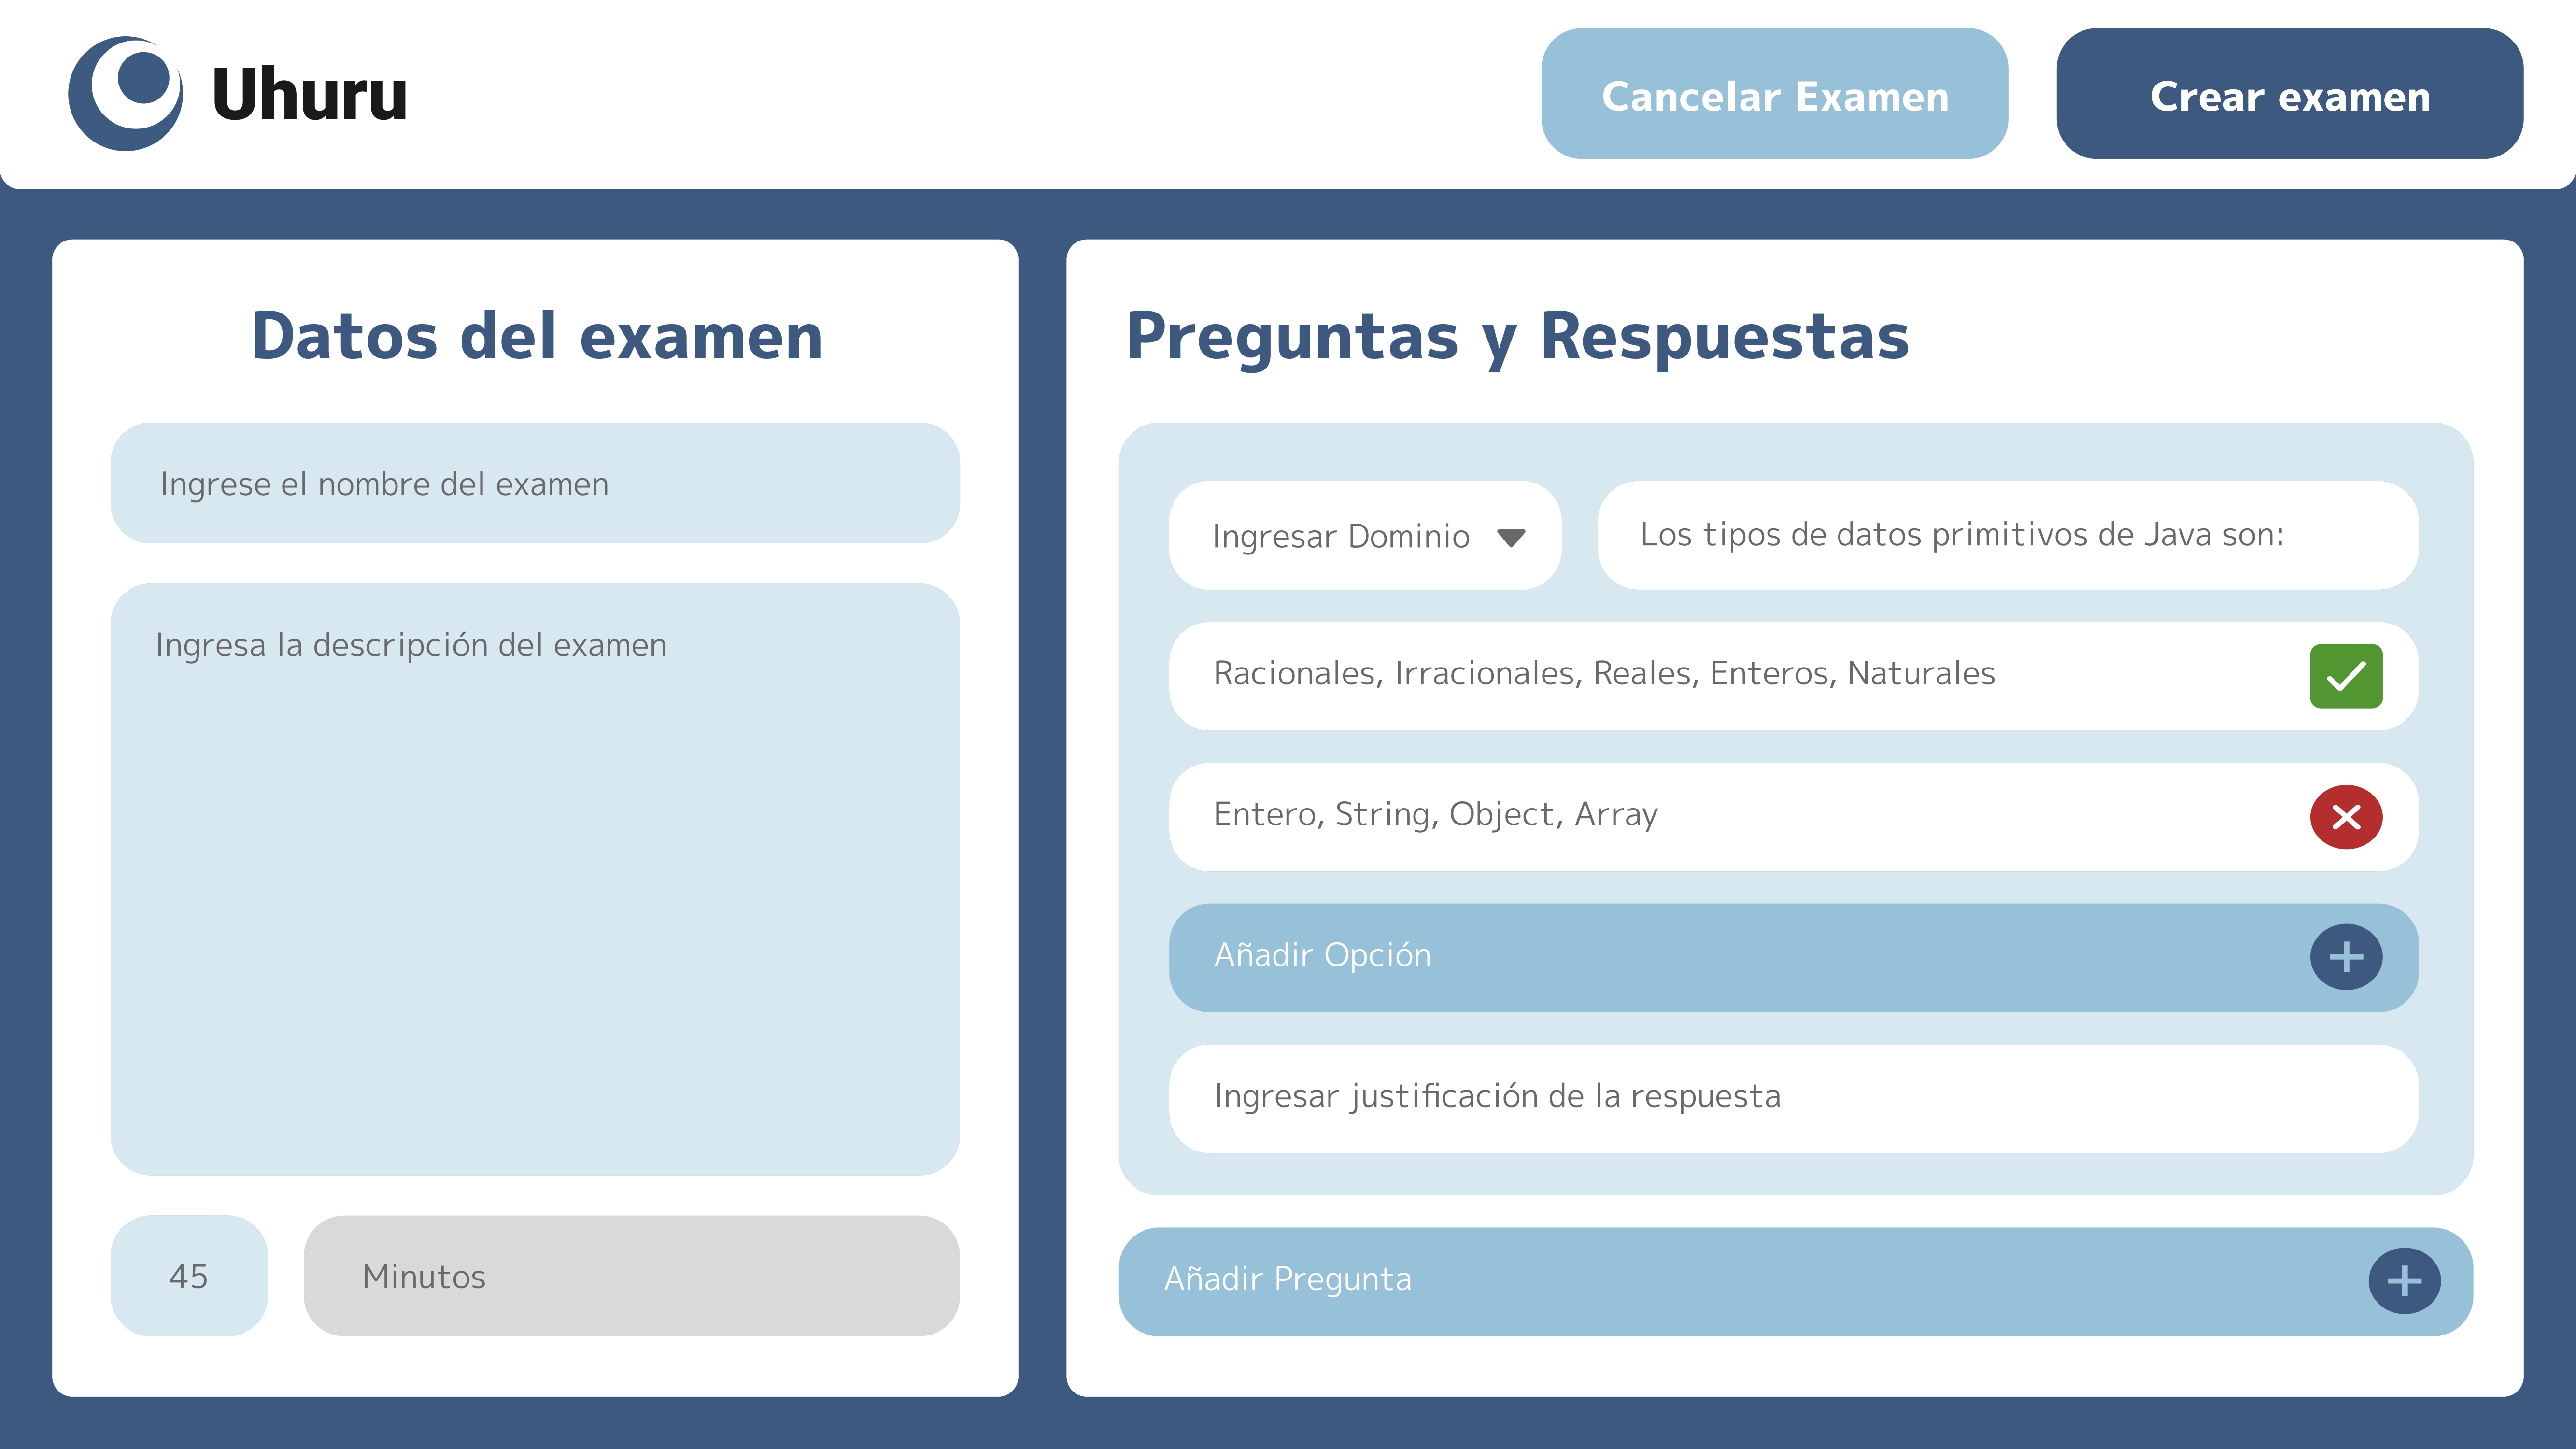 Uhuru
Cancelar Examen
Crear examen
Datos del examen
Ingrese el nombre del examen
Ingresa la descripción del examen
45
Minutos
Preguntas y Respuestas
Ingresar Dominio
Los tipos de datos primitivos de Java son:
Racionales, Irracionales, Reales, Enteros, Naturales
Entero, String, Object, Array
Añadir Opción
Ingresar justificación de la respuesta
Añadir Pregunta